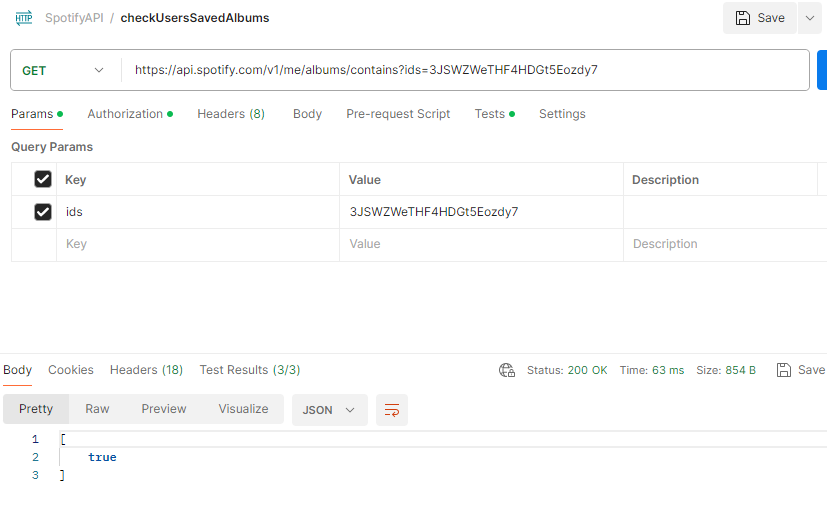 HTTP SpotifyAPI / checkUsersSavedAlbums Save
GET https://api.spotify.com/v1/me/albums/contains?ids=3JSWZWeTHF4HDGt5Eozdy7
Params Authorization Headers (8) Body Pre-request Script Tests Settings
Query Params
Key Value Description
ids 3JSWZWeTHF4HDGt5Eozdy7
Key Value Description
Body Cookies Headers (18) Test Results (3/3) Status: 200 OK Time: 63 ms Size: 854 B Save
Pretty Raw Preview Visualize JSON
1 [
2 true
3 ]